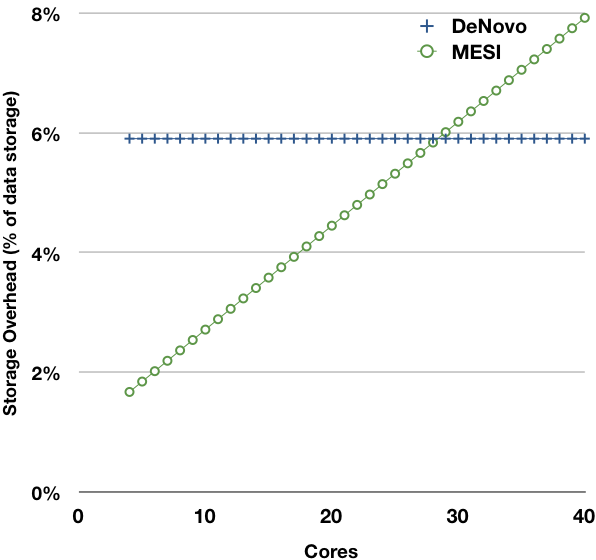 8%
DeNovo
MESI
6%
4%
2%
0%
Storage Overhead (% of data storage)
0 10 20 30 40
Cores